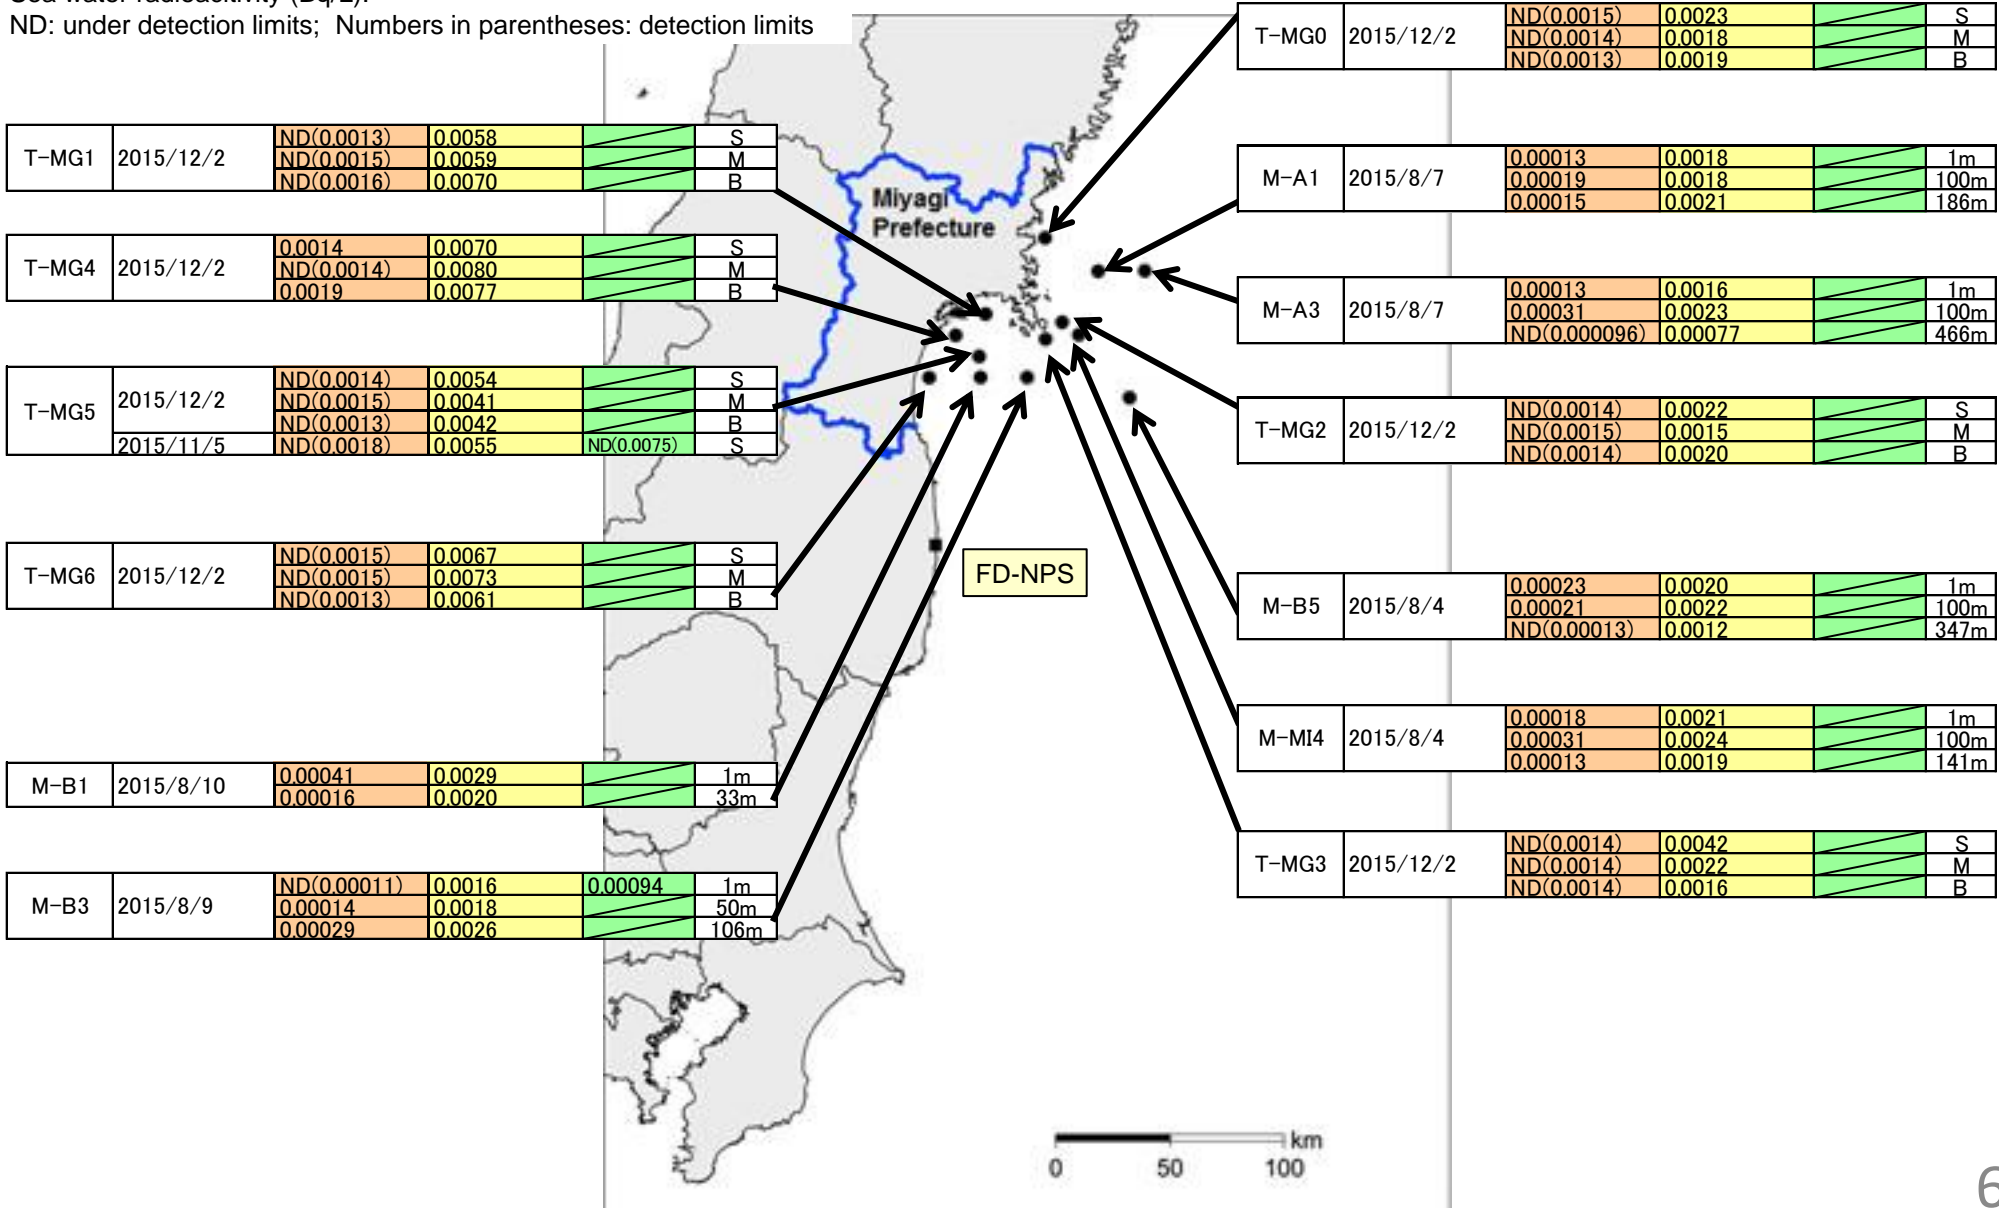 Sea water radioactivity (Bq/L).
ND: under detection limits; Numbers in parentheses: detection limits
T-MG1 2015/12/2 ND(0.0013) 0.0058 S
ND(0.0015) 0.0059 M
ND(0.0016) 0.0070 B
T-MG4 2015/12/2 0.0014 0.0070 S
ND(0.0014) 0.0080 M
0.0019 0.0077 B
T-MG5 2015/12/2 ND(0.0014) 0.0054 S
ND(0.0015) 0.0041 M
ND(0.0013) 0.0042 B
2015/11/5 ND(0.0018) 0.0055 ND(0.0075) S
T-MG6 2015/12/2 ND(0.0015) 0.0067 S
ND(0.0015) 0.0073 M
ND(0.0013) 0.0061 B
M-B1 2015/8/10 0.00041 0.0029 1m
0.00016 0.0020 33m
M-B3 2015/8/9 ND(0.00011) 0.0016 0.00094 1m
0.00014 0.0018 50m
0.00029 0.0026 106m
Miyagi
Prefecture
FD-NPS
km
0 50 100
T-MG0 2015/12/2 ND(0.0015) 0.0023 S
ND(0.0014) 0.0018 M
ND(0.0013) 0.0019 B
M-A1 2015/8/7 0.00013 0.0018 1m
0.00019 0.0018 100m
0.00015 0.0021 186m
M-A3 2015/8/7 0.00013 0.0016 1m
0.00031 0.0023 100m
ND(0.000096) 0.00077 466m
T-MG2 2015/12/2 ND(0.0014) 0.0022 S
ND(0.0015) 0.0015 M
ND(0.0014) 0.0020 B
M-B5 2015/8/4 0.00023 0.0020 1m
0.00021 0.0022 100m
ND(0.00013) 0.0012 347m
M-MI4 2015/8/4 0.00018 0.0021 1m
0.00031 0.0024 100m
0.00013 0.0019 141m
T-MG3 2015/12/2 ND(0.0014) 0.0042 S
ND(0.0014) 0.0022 M
ND(0.0014) 0.0016 B
6